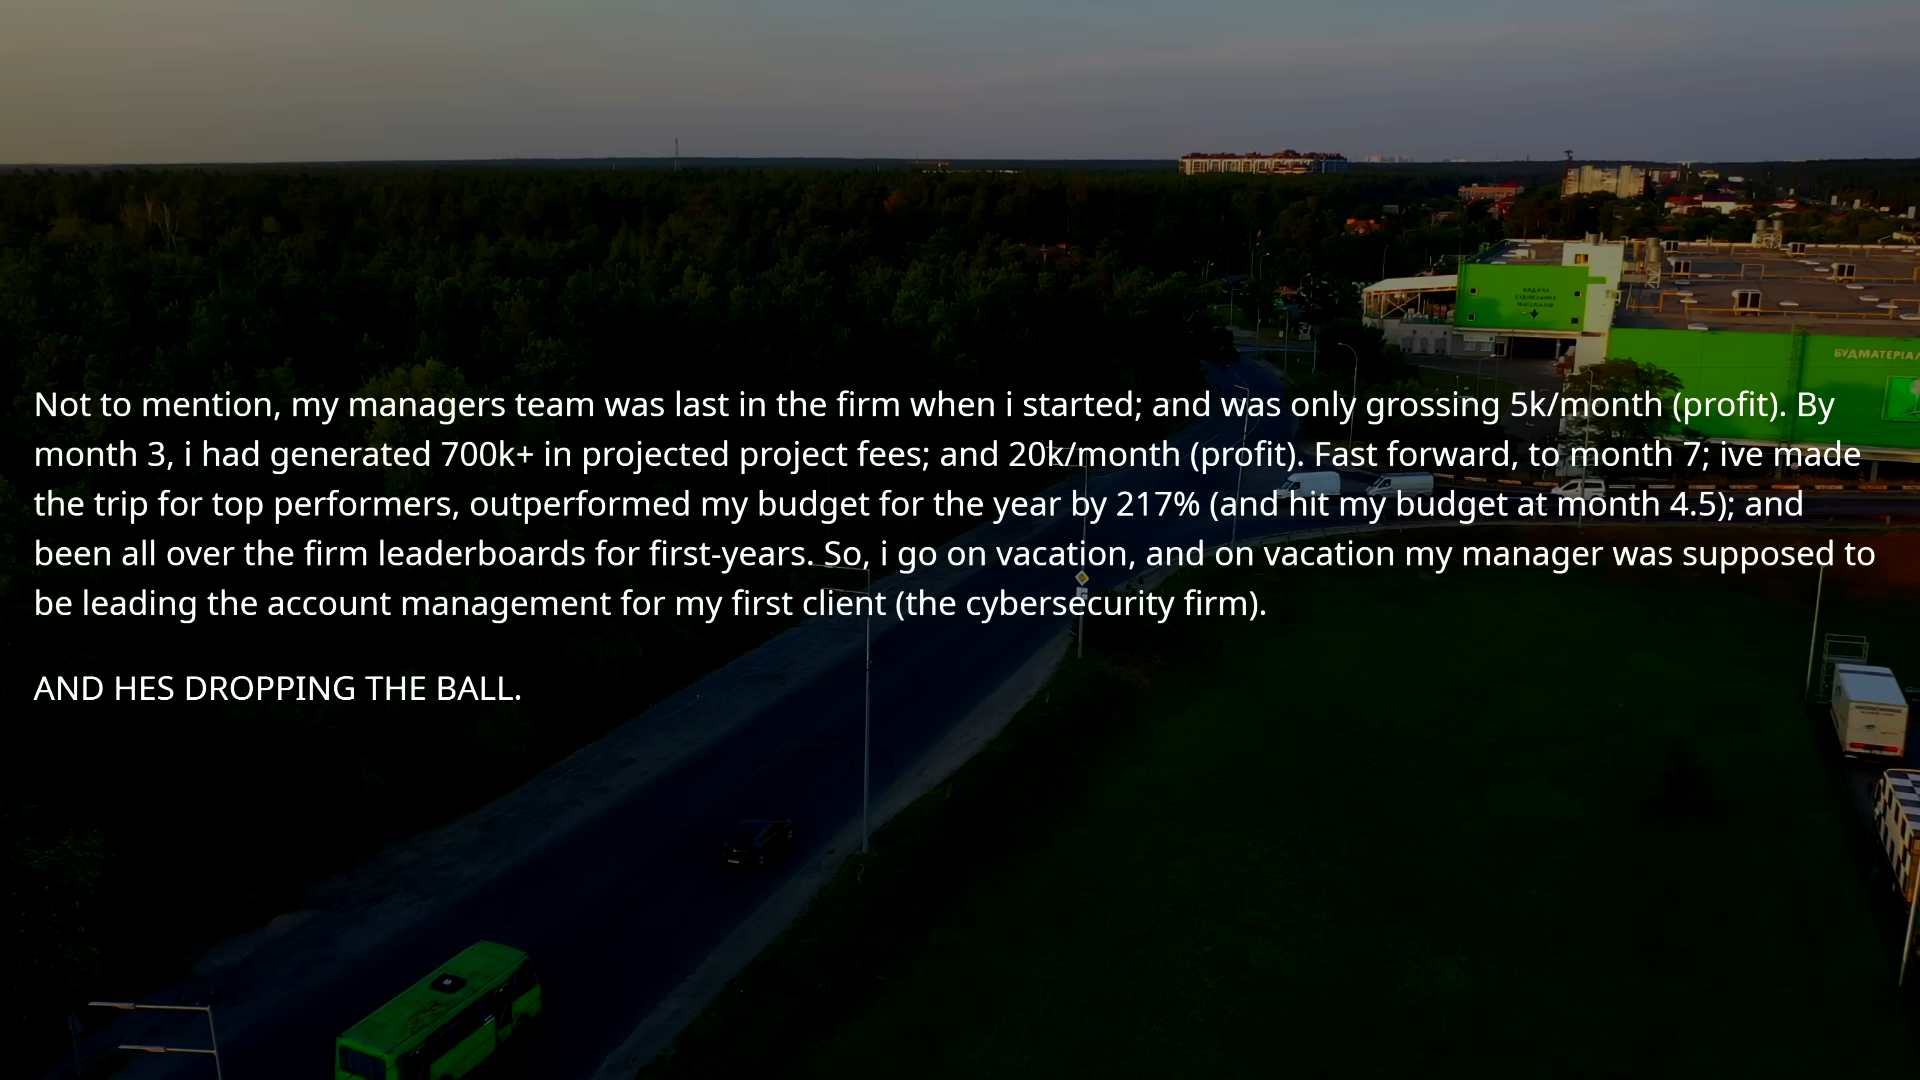 ВИДАЧА
БУДІВЕЛЬНИХ
МАТЕРІАЛІВ
БУДМАТЕРІАЛ
Not to mention, my managers team was last in the firm when i started; and was only grossing 5k/month (profit). By
month 3, i had generated 700k+ in projected project fees; and 20k/month (profit). Fast forward, to month 7; ive made
the trip for top performers, outperformed my budget for the year by 217% (and hit my budget at month 4.5); and
been all over the firm leaderboards for first-years. So, i go on vacation, and on vacation my manager was supposed to
be leading the account management for my first client (the cybersecurity firm).
AND HES DROPPING THE BALL.